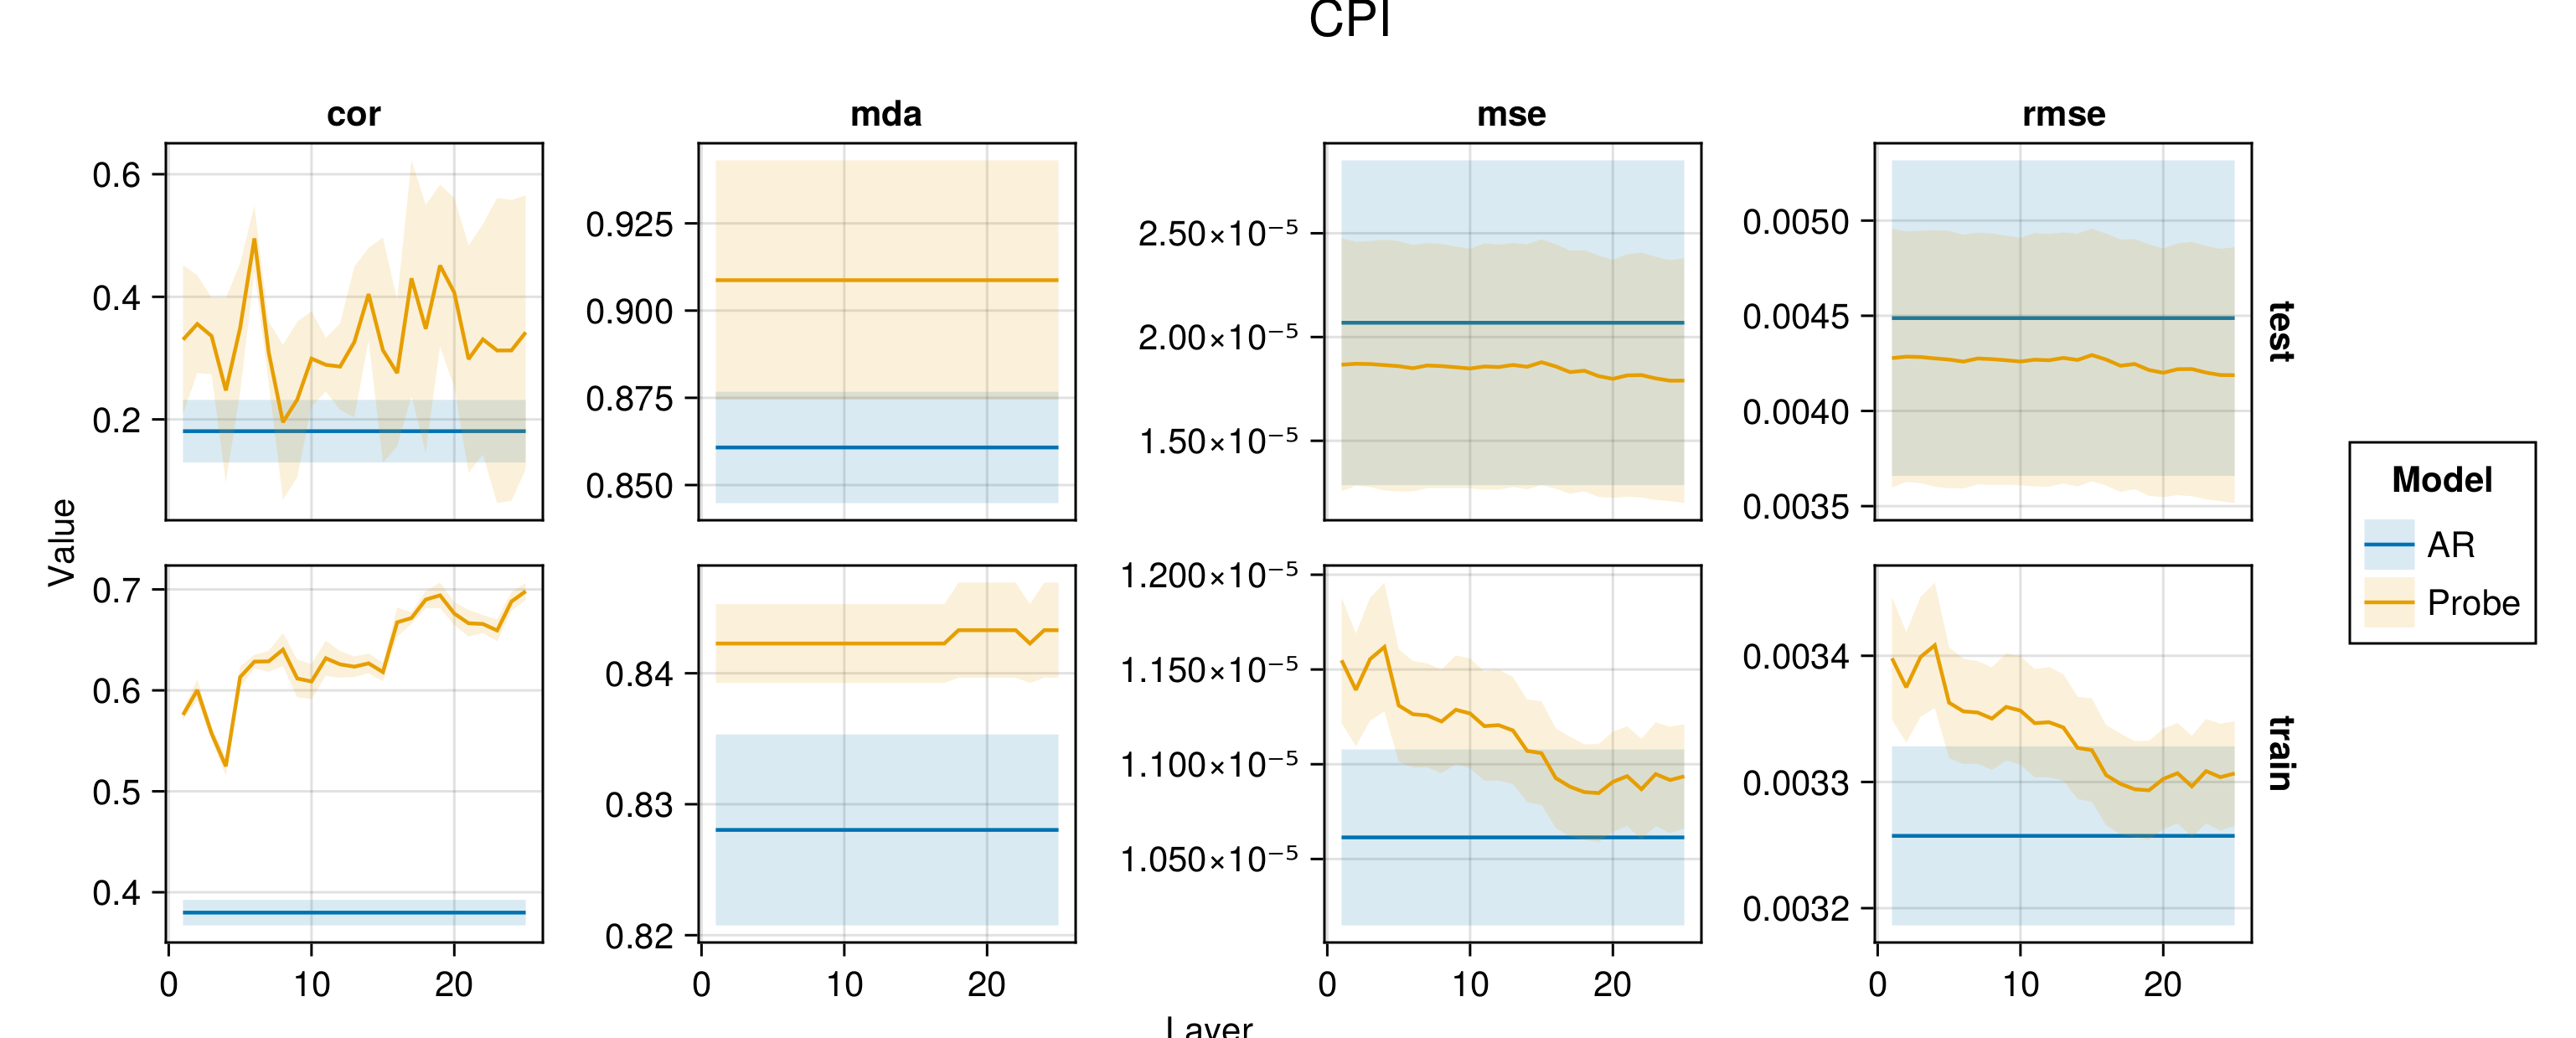 CPI
cor mda mse rmse
0.6
0.4
0.2
0.925
0.900
0.875
0.850
2.50×10⁻⁵
2.00×10⁻⁵
1.50×10⁻⁵
0.0050
0.0045
0.0040
0.0035
test
Value
0.7
0.6
0.5
0.4
0.84
0.83
0.82
1.200×10⁻⁵
1.150×10⁻⁵
1.100×10⁻⁵
1.050×10⁻⁵
0.0034
0.0033
0.0032
train
0 10 20 0 10 20 0 10 20 0 10 20
Layer
Model
AR
Probe